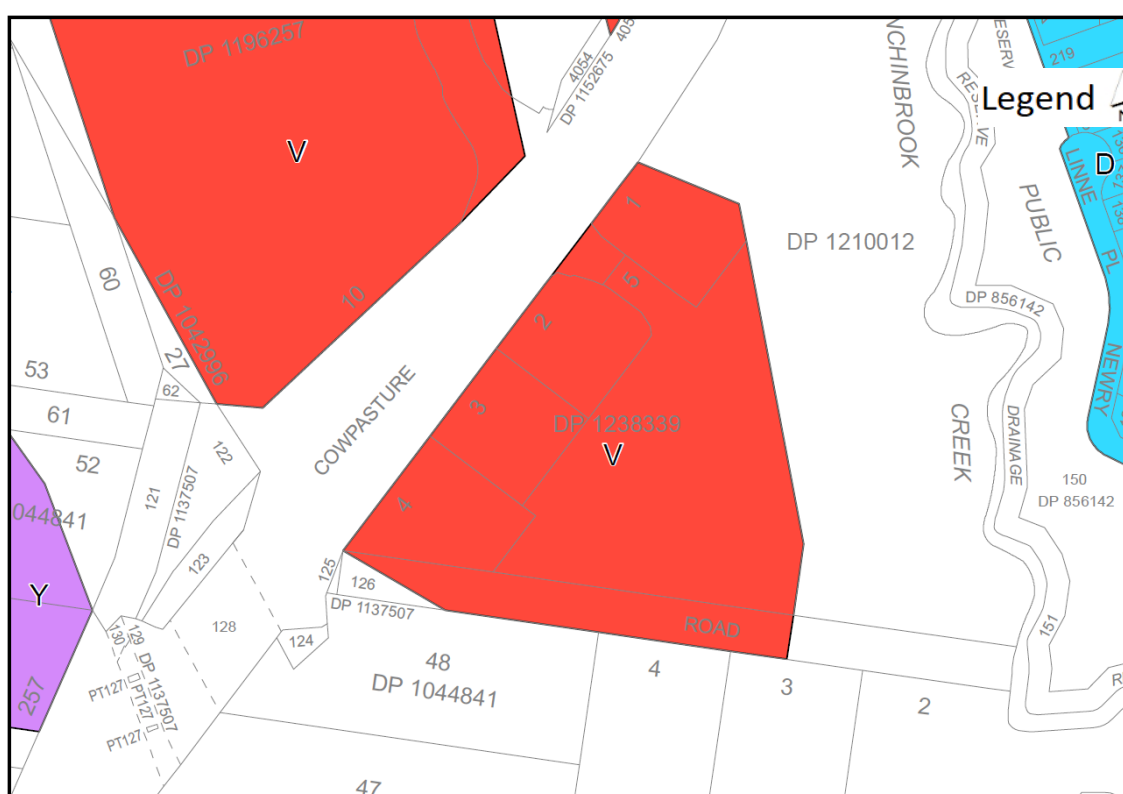 DP 1196257
V
4054
DP 1152675
405
NCHINBROOK
RESERVE
ESERV
219
Legend
D
LINNE
PL
NEWRY
130
PUBLIC
DP 1210012
DP 856142
1
5
2
3
4
10
60
DP 1042996
27
62
53
61
52
COWPASTURE
DP 1238339
V
CREEK
DRAINAGE
150
DP 856142
044841
122
121
DP 1137507
123
125
126
DP 1137507
Y
257
130
129
128
124
DP 1137507
PT127
PT127
PT127
ROAD
48
DP 1044841
4
3
2
151
47